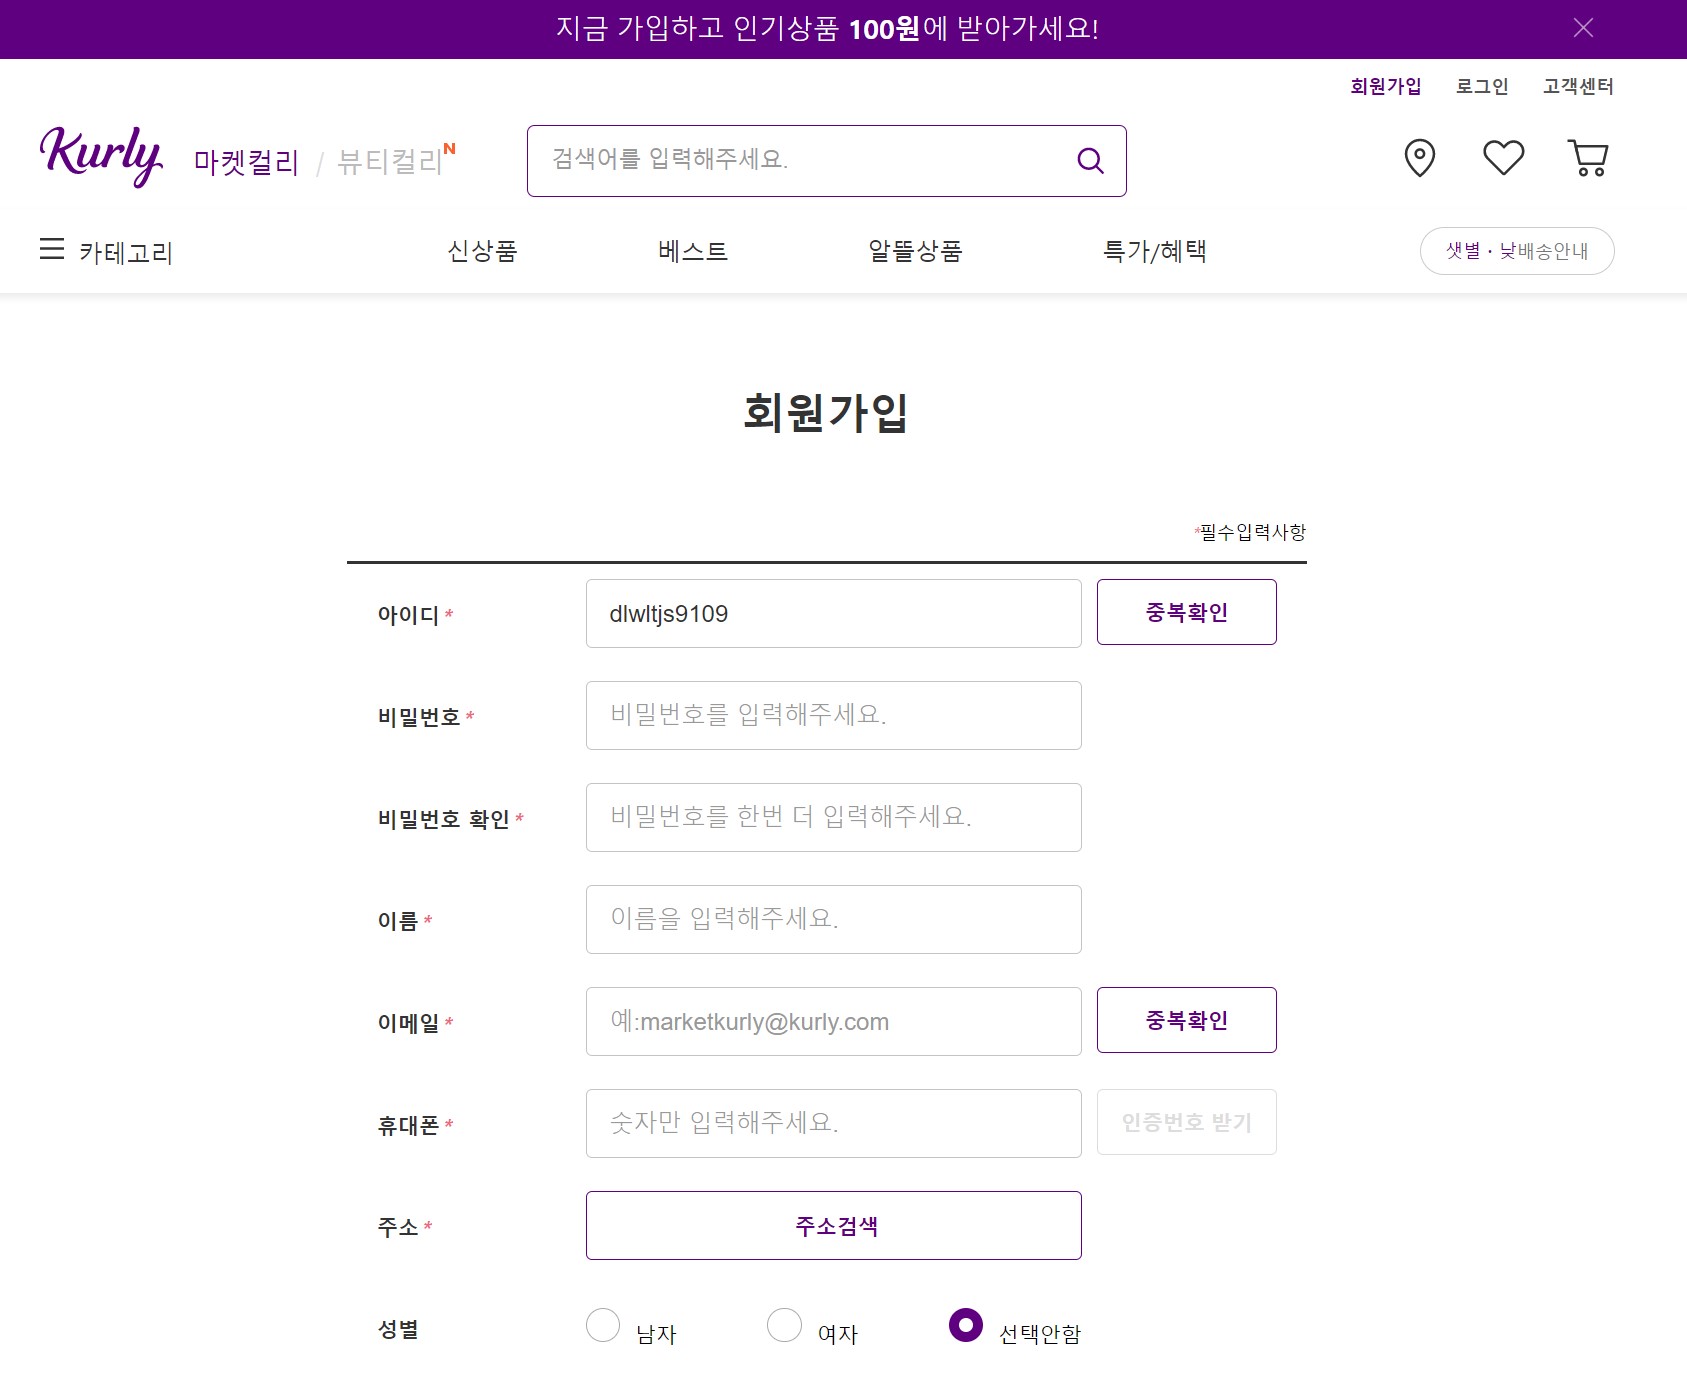 지금 가입하고 인기상품 100원에 받아가세요!
회원가입 로그인 고객센터
Kurly 마켓컬리 / 뷰티컬리 N 검색어를 입력해주세요.
카테고리 신상품 베스트 알뜰상품 특가/혜택 샛별·낮배송안내
회원가입
*필수입력사항
아이디* dlwltjs9109 중복확인
비밀번호* 비밀번호를 입력해주세요.
비밀번호 확인* 비밀번호를 한번 더 입력해주세요.
이름* 이름을 입력해주세요.
이메일* 예:marketkurly@kurly.com 중복확인
휴대폰* 숫자만 입력해주세요. 인증번호 받기
주소* 주소검색
성별 남자 여자 선택안함